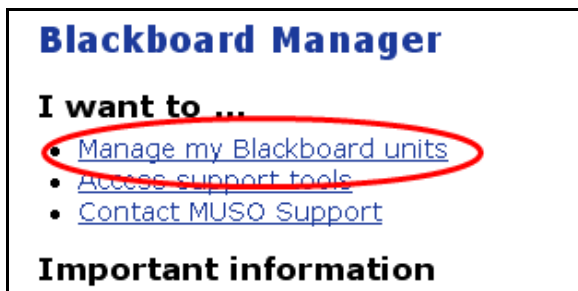 Blackboard Manager
I want to ...
Manage my Blackboard units
Access support tools
Contact MUSO Support
Important information